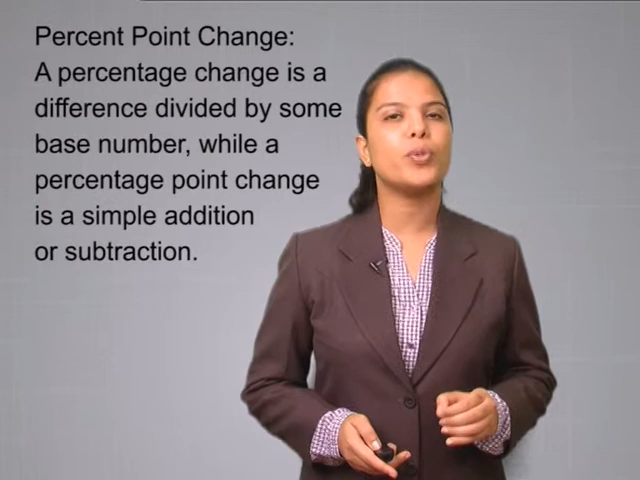 Percent Point Change:
A percentage change is a
difference divided by some
base number, while a
percentage point change
is a simple addition
or subtraction.